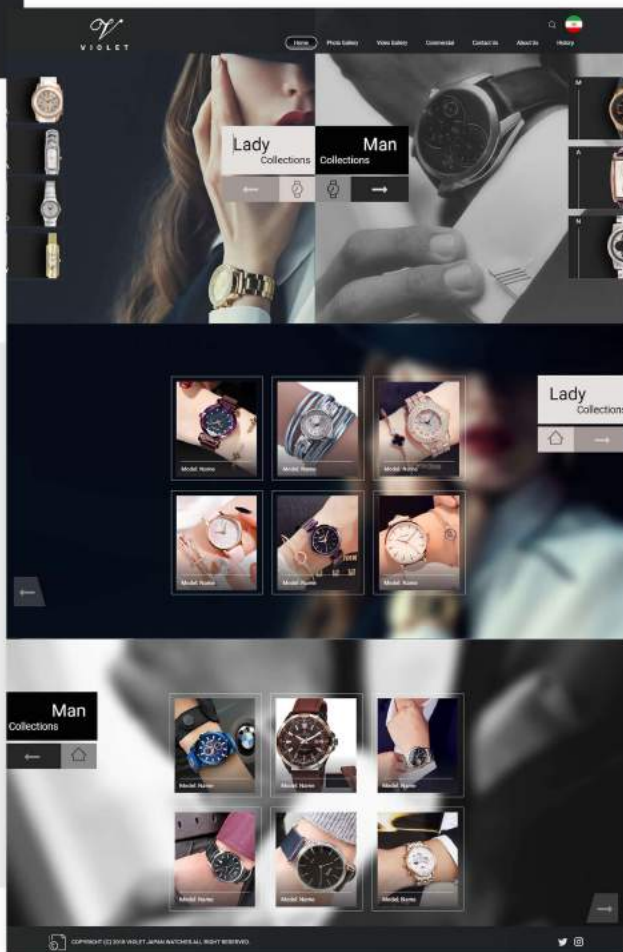 VIOLET
Home Photo Gallery Video Gallery Commercial Contact Us About Us History
Lady
Collections
Man
Collections
M
A
N
Lady
Collections
Model Name
Model Name
Model Name
Model Name
Model Name
Model Name
Man
Collections
Model Name
Model Name
Model Name
Model Name
Model Name
Model Name
COPYRIGHT (C) 2019 VIOLET JAPAN WATCHES ALL RIGHT RESERVED